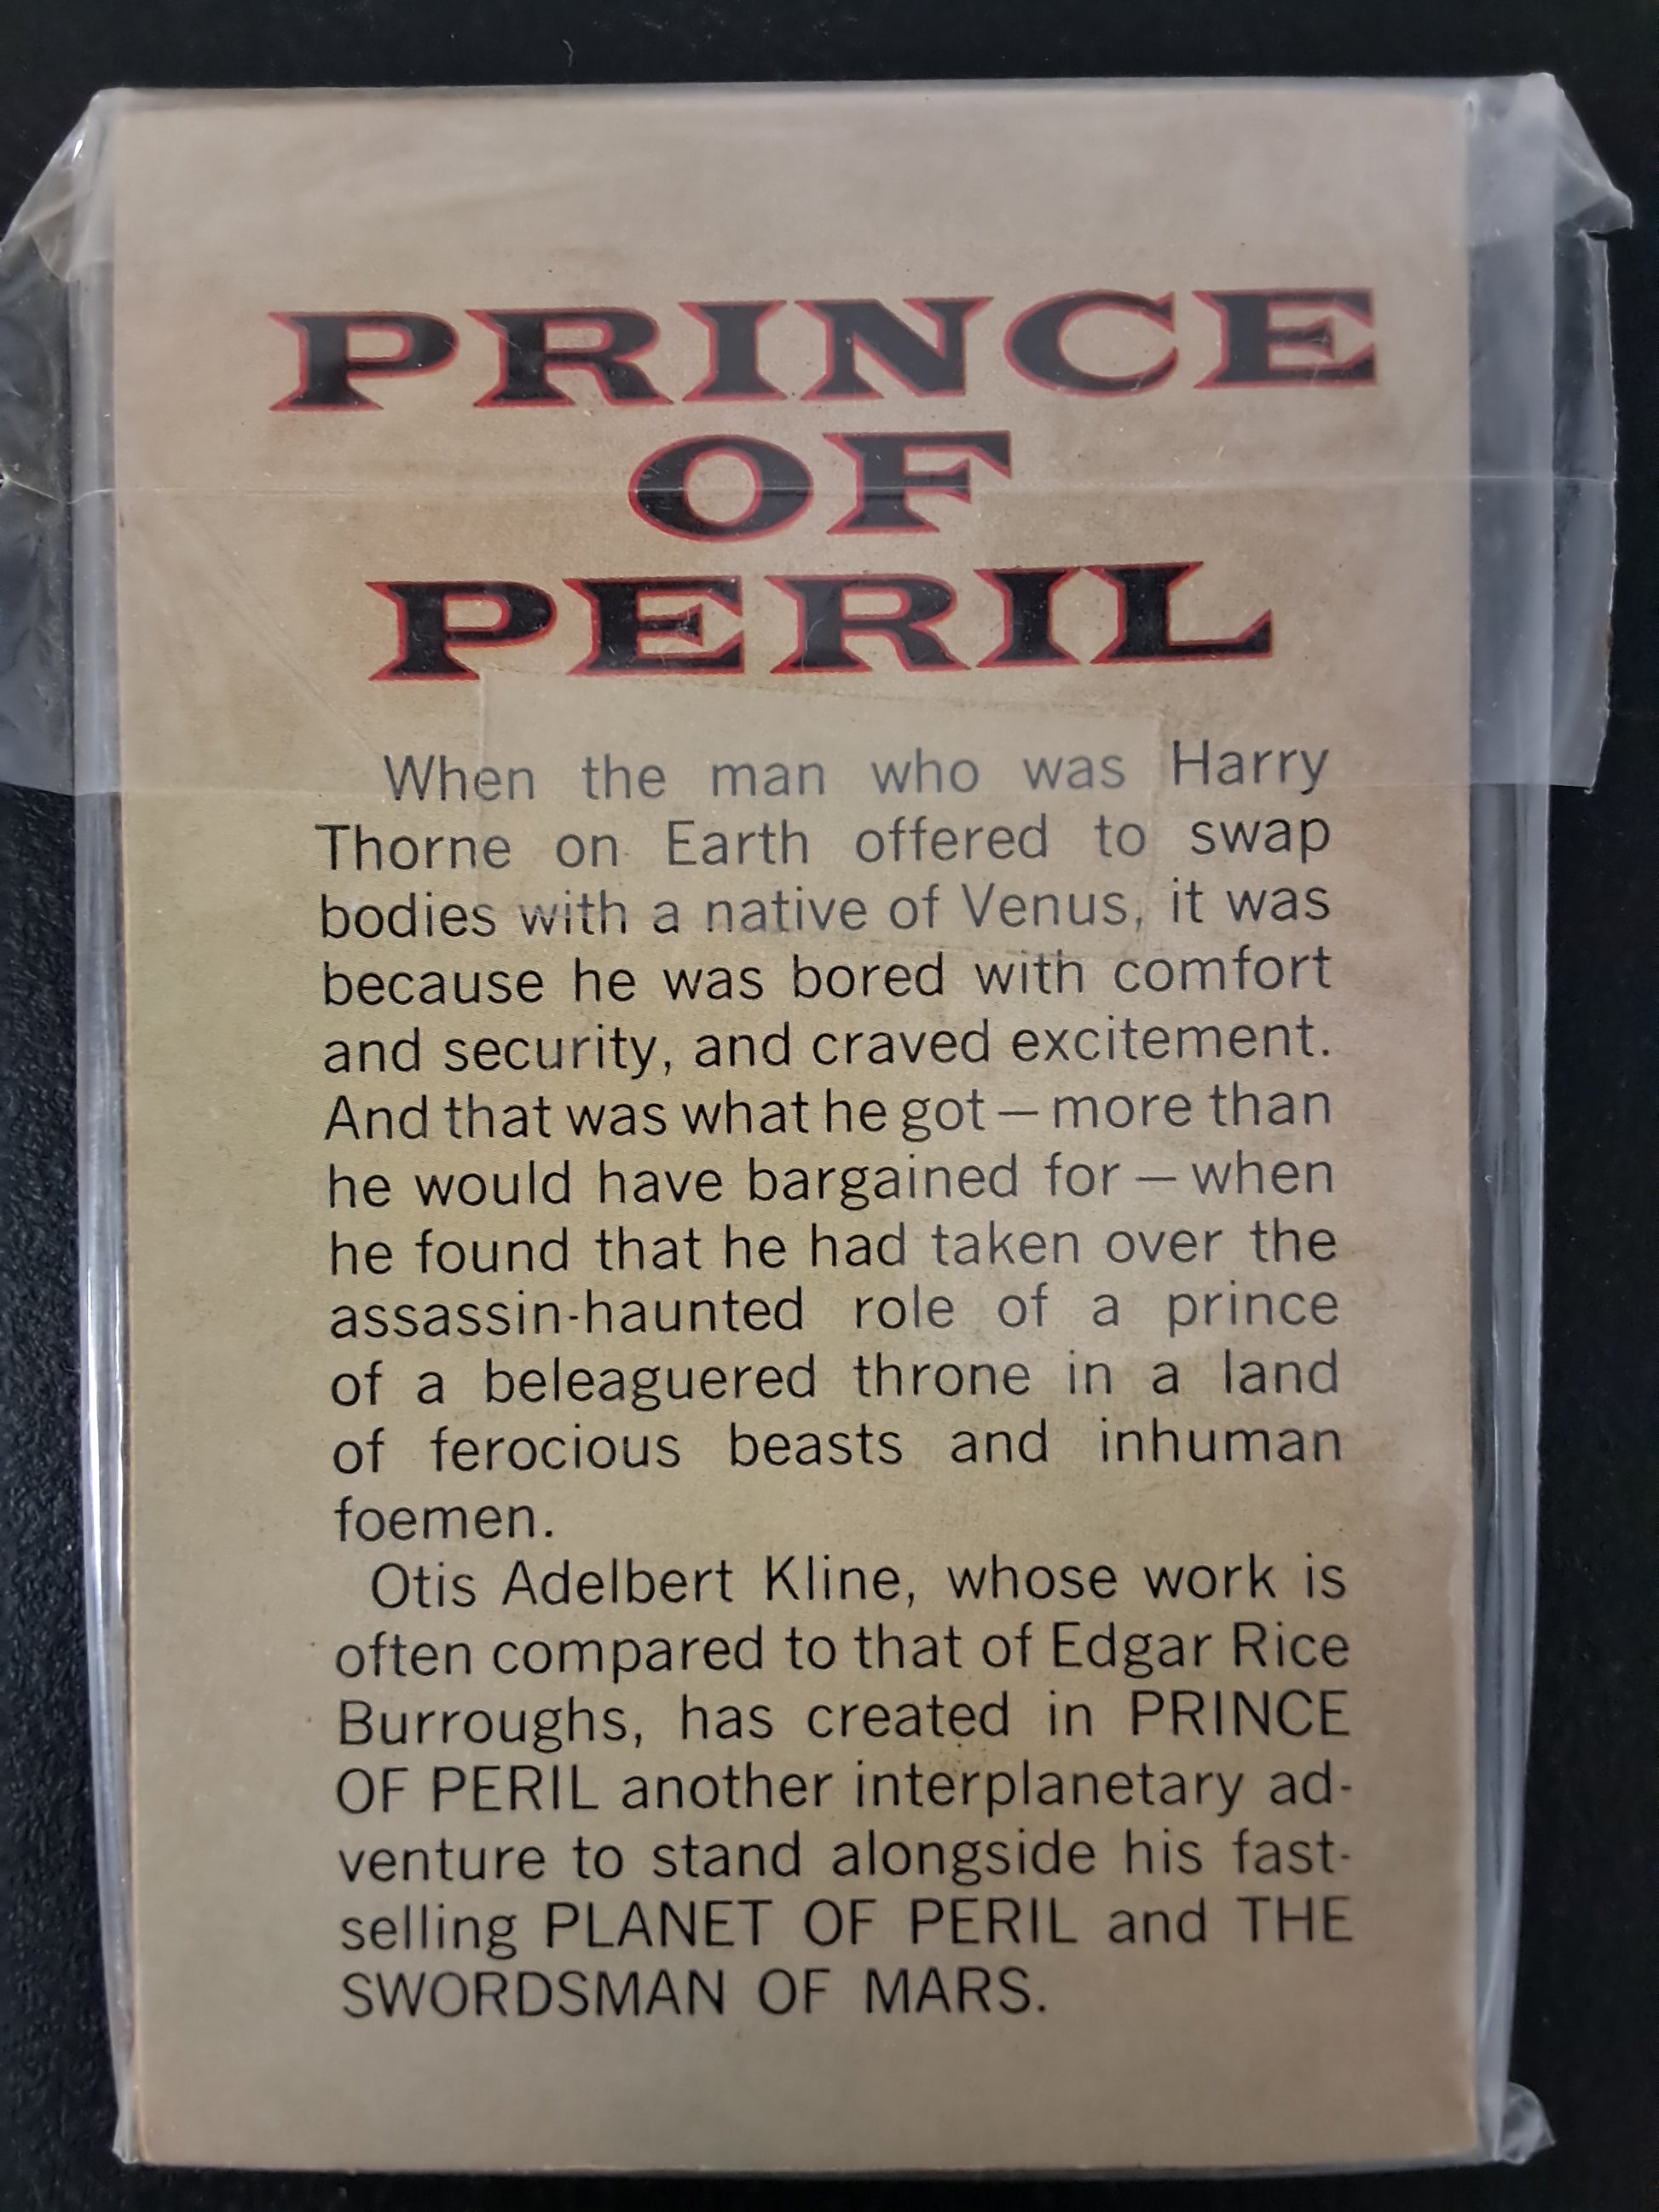 PRINCE
OF
PERIL
When the man who was Harry
Thorne on Earth offered to swap
bodies with a native of Venus, it was
because he was bored with comfort
and security, and craved excitement.
And that was what he got — more than
he would have bargained for — when
he found that he had taken over the
assassin-haunted role of a prince
of a beleaguered throne in a land
of ferocious beasts and inhuman
foemen.
Otis Adelbert Kline, whose work is
often compared to that of Edgar Rice
Burroughs, has created in PRINCE
OF PERIL another interplanetary ad-
venture to stand alongside his fast-
selling PLANET OF PERIL and THE
SWORDSMAN OF MARS.